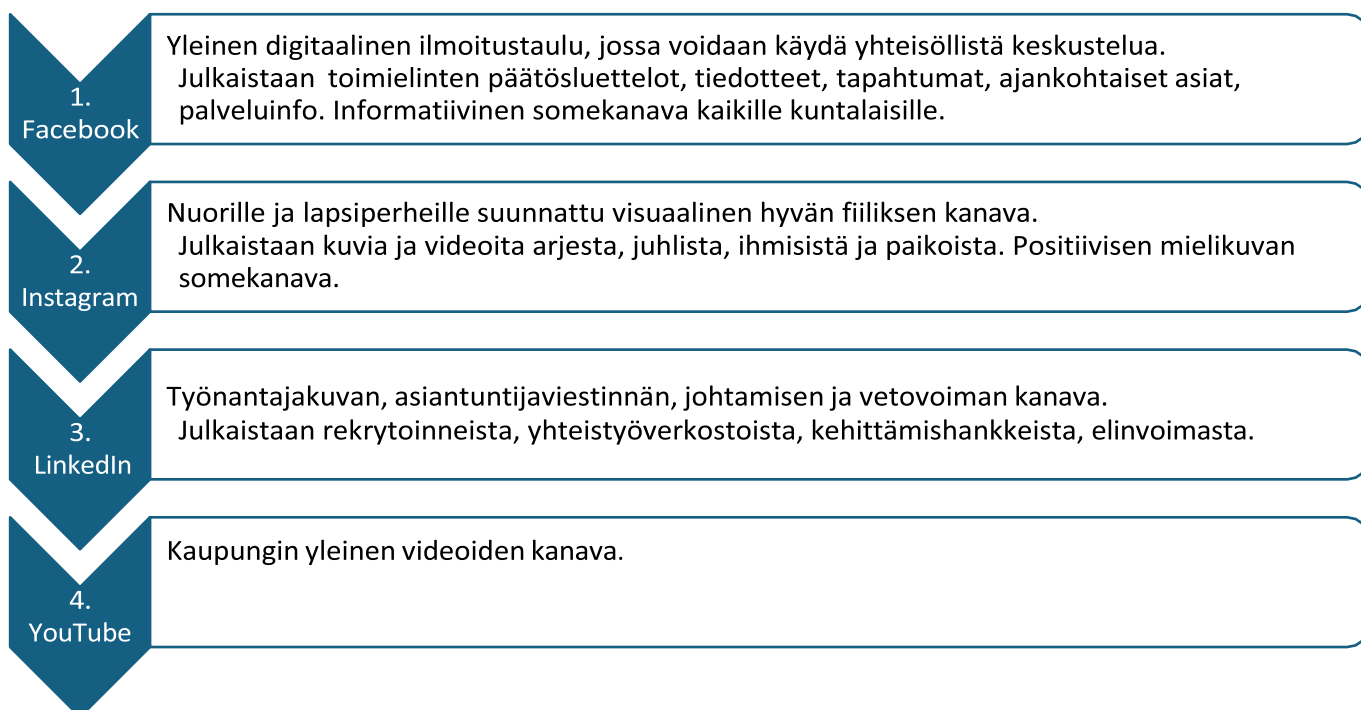 1.
Facebook
Yleinen digitaalinen ilmoitustaulu, jossa voidaan käydä yhteisöllistä keskustelua.
Julkaistaan toimielinten päätösluettelot, tiedotteet, tapahtumat, ajankohtaiset asiat,
palveluinfo. Informatiivinen somekanava kaikille kuntalaisille.
2.
Instagram
Nuorille ja lapsiperheille suunnattu visuaalinen hyvän fiiliksen kanava.
Julkaistaan kuvia ja videoita arjesta, juhlista, ihmisistä ja paikoista. Positiivisen mielikuvan
somekanava.
3.
LinkedIn
Työnantajakuvan, asiantuntijaviestinnän, johtamisen ja vetovoiman kanava.
Julkaistaan rekrytoinneista, yhteistyöverkostoista, kehittämishankkeista, elinvoimasta.
4.
YouTube
Kaupungin yleinen videoiden kanava.